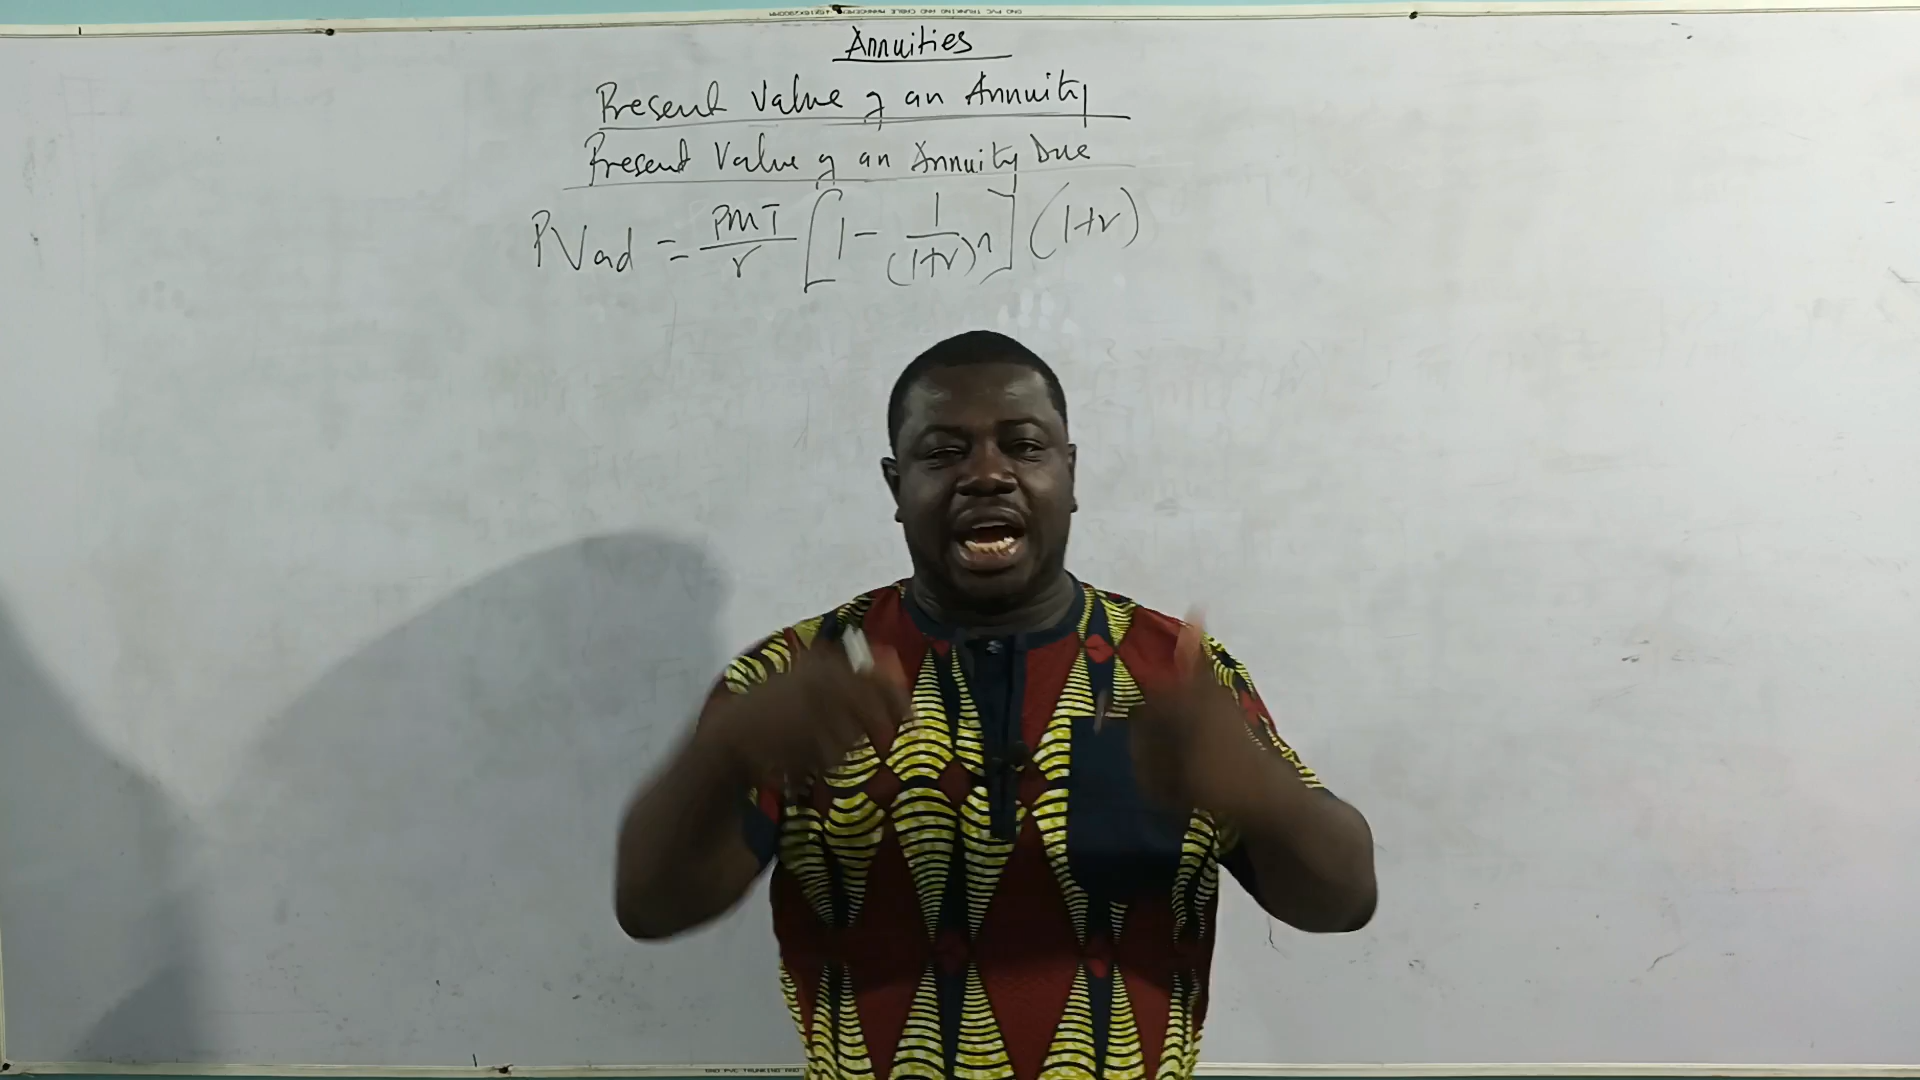 Annuities
Present Value of an Annuity
Present Value of an Annuity Due
PVad = PMT/r [1 - 1/(1+r)^n] (1+r)